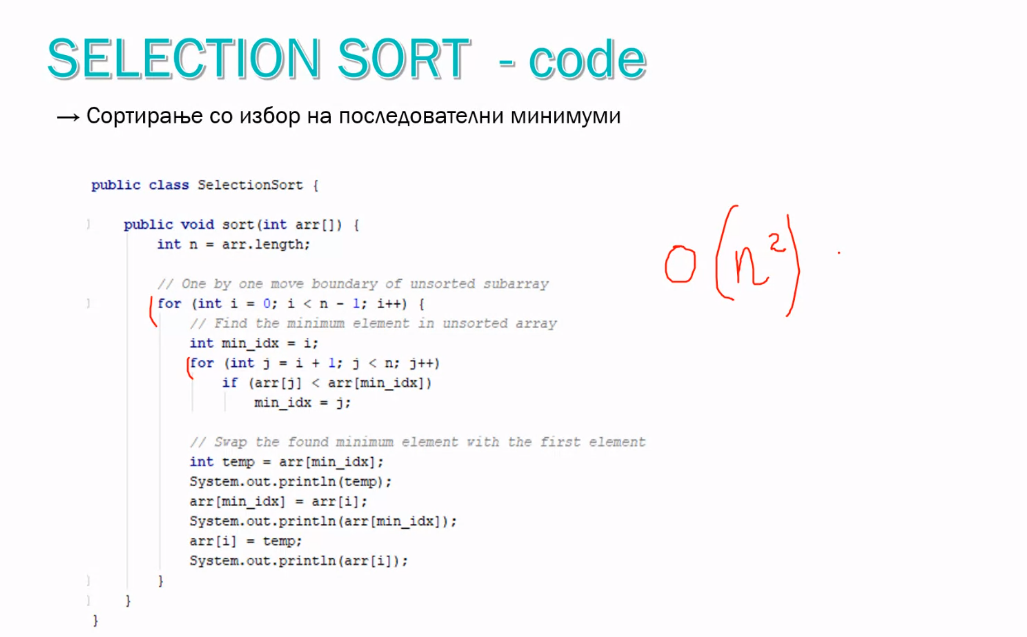 SELECTION SORT - code
→ Сортирање со избор на последователни минимуми
public class SelectionSort {
public void sort(int arr[]) {
int n = arr.length;
// One by one move boundary of unsorted subarray
for (int i = 0; i < n - 1; i++) {
// Find the minimum element in unsorted array
int min_idx = i;
for (int j = i + 1; j < n; j++)
if (arr[j] < arr[min_idx])
min_idx = j;
// Swap the found minimum element with the first element
int temp = arr[min_idx];
System.out.println(temp);
arr[min_idx] = arr[i];
System.out.println(arr[min_idx]);
arr[i] = temp;
System.out.println(arr[i]);
}
}
}
O(n²)